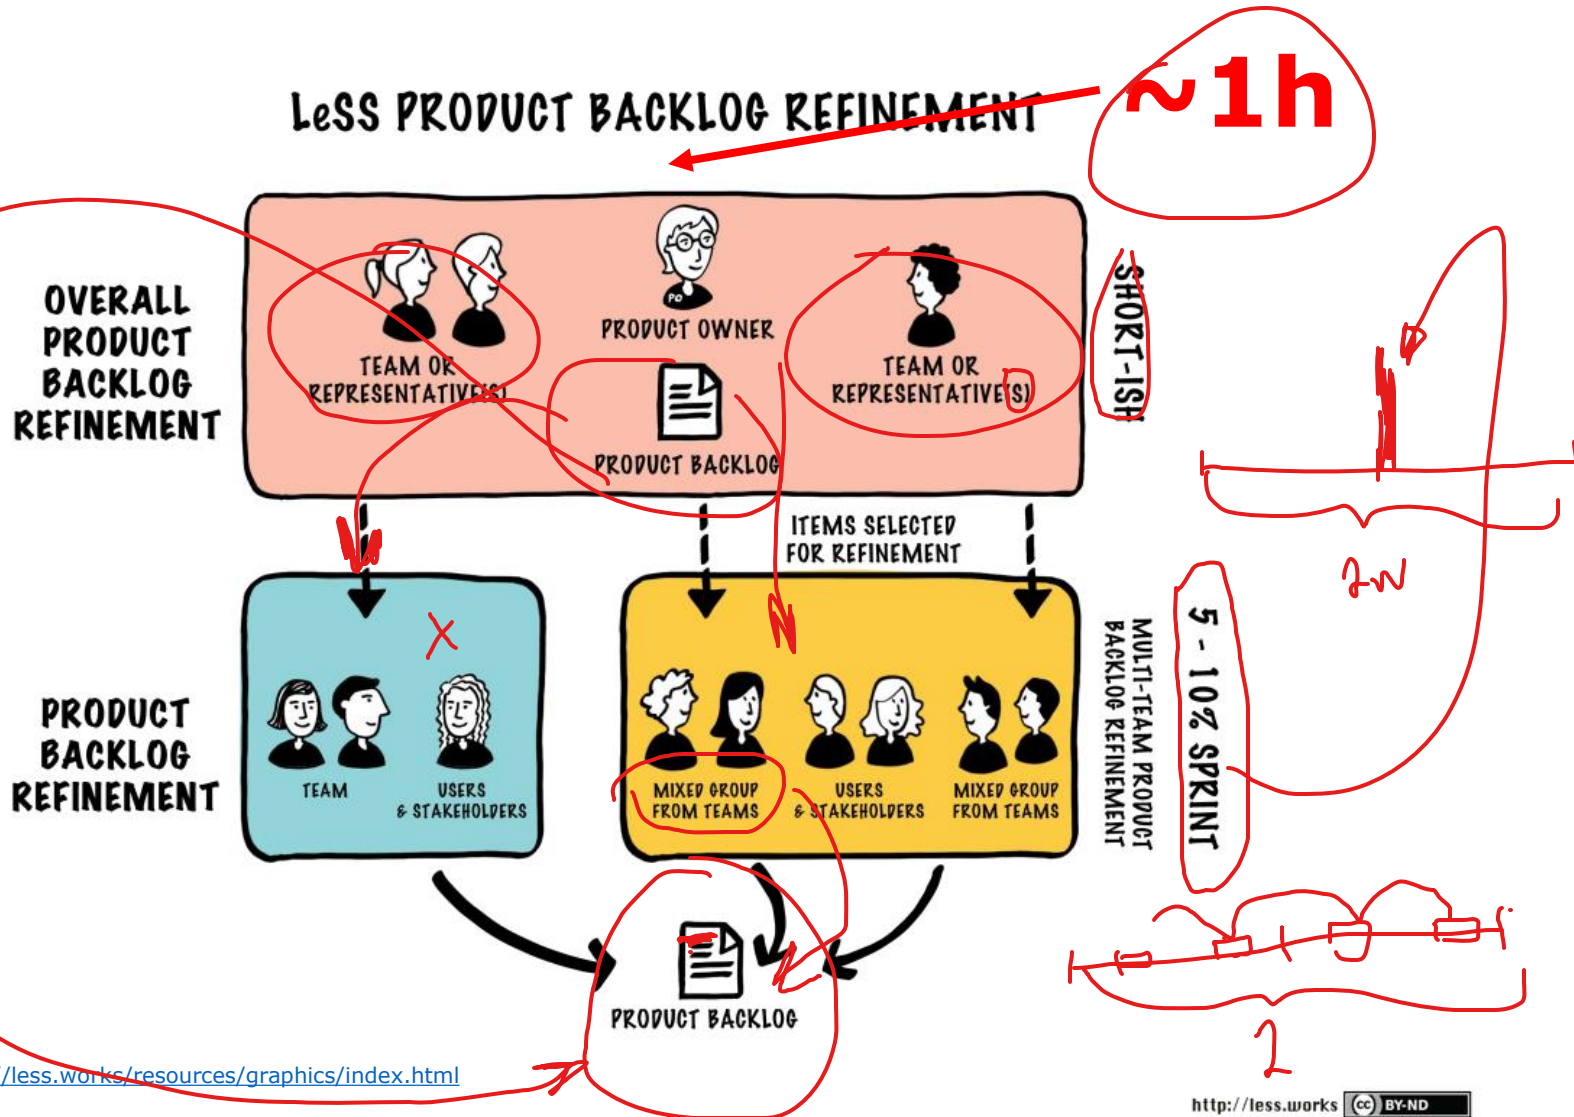 ~1h
LeSS PRODUCT BACKLOG REFINEMENT
OVERALL
PRODUCT
BACKLOG
REFINEMENT
TEAM OR
REPRESENTATIVE(S)
PO
PRODUCT OWNER
PRODUCT BACKLOG
TEAM OR
REPRESENTATIVE(S)
SHORT-ISH
ITEMS SELECTED
FOR REFINEMENT
2W
PRODUCT
BACKLOG
REFINEMENT
X
TEAM
USERS
& STAKEHOLDERS
MIXED GROUP
FROM TEAMS
USERS
& STAKEHOLDERS
MIXED GROUP
FROM TEAMS
MULTI-TEAM PRODUCT
BACKLOG REFINEMENT
5 - 10% SPRINT
PRODUCT BACKLOG
2
//less.works/resources/graphics/index.html
http://less.works
cc BY-ND